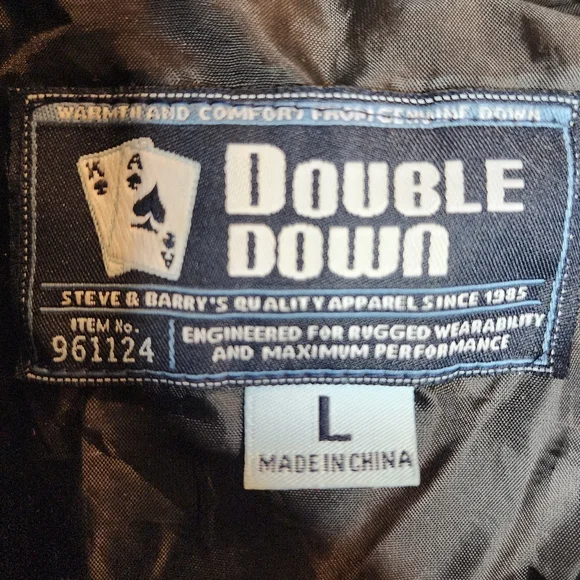 WARMTH AND COMFORT FROM GENUINE DOWN
K
A
A
DOUBLE
DOWN
STEVE & BARRY'S QUALITY APPAREL SINCE 1985
ITEM No.
961124
ENGINEERED FOR RUGGED WEARABILITY
AND MAXIMUM PERFORMANCE
L
MADE IN CHINA